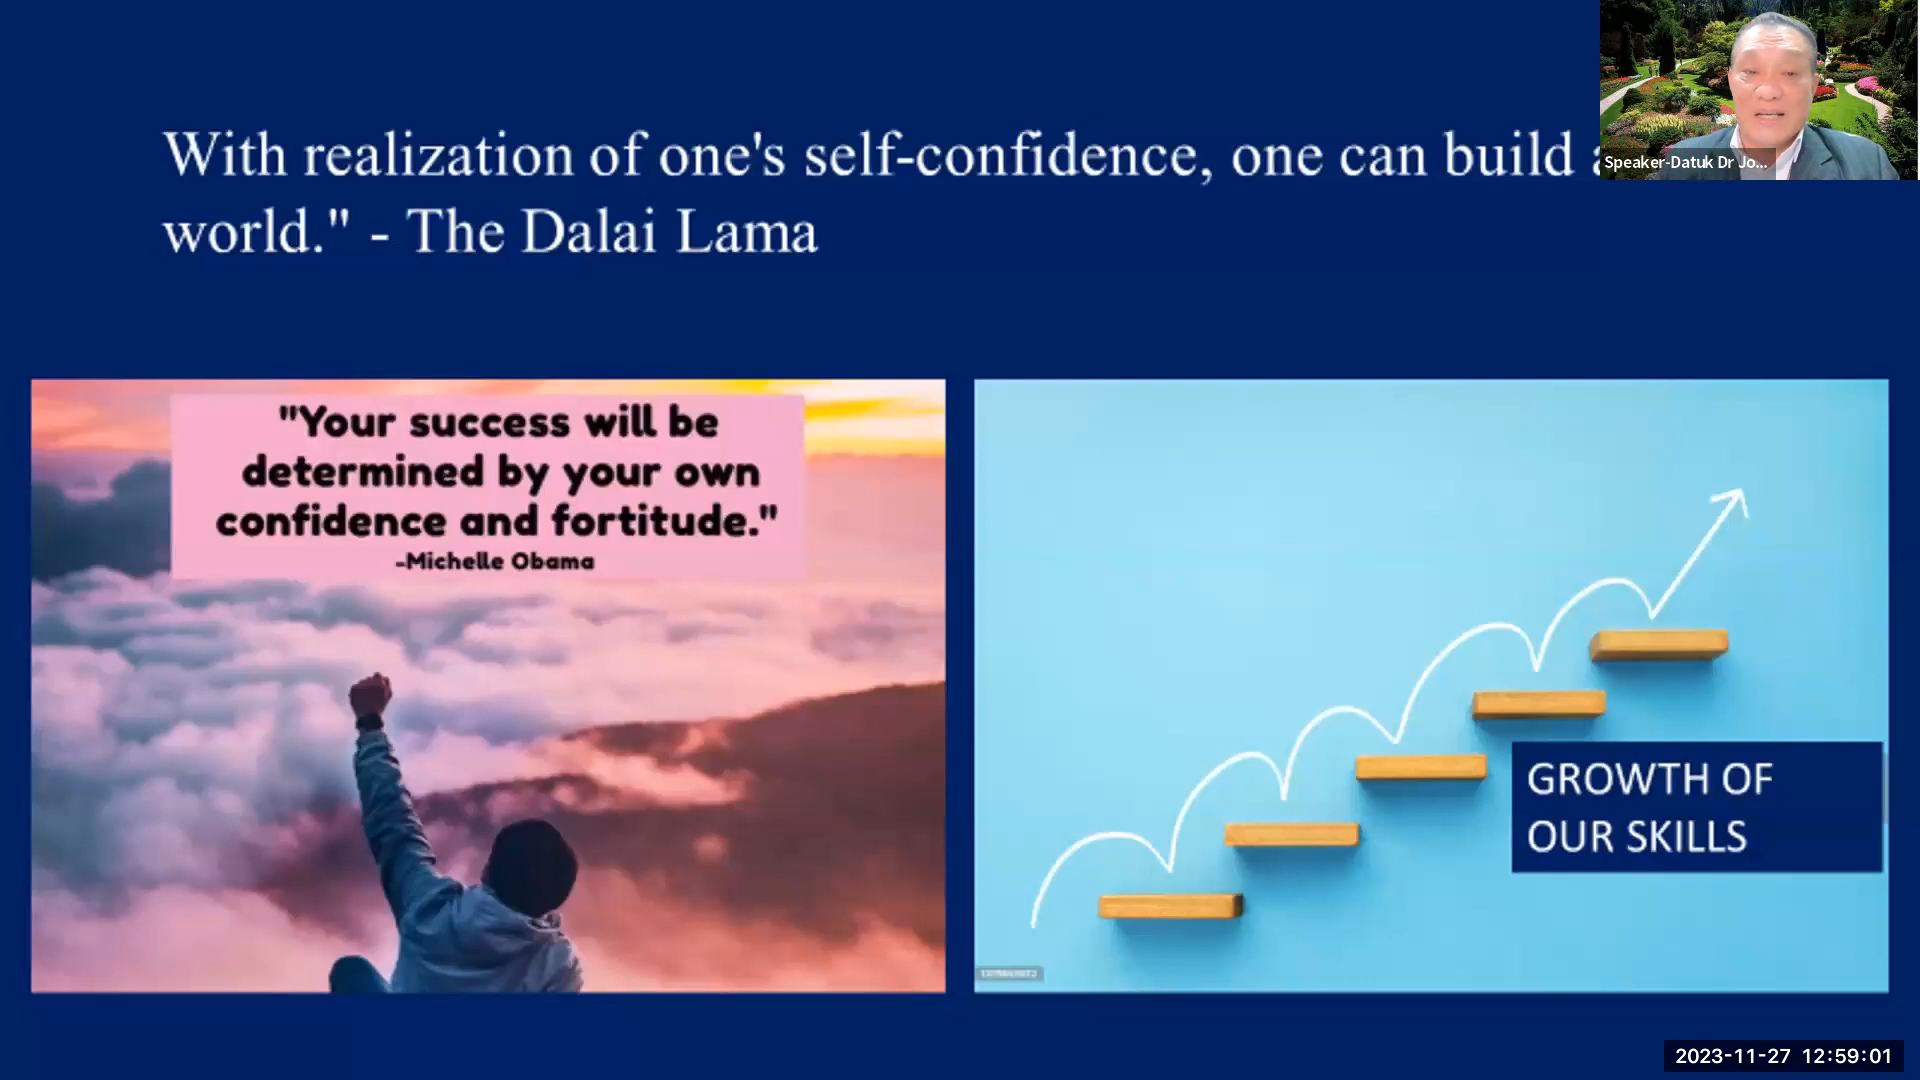 With realization of one's self-confidence, one can build
world." - The Dalai Lama
Speaker-Datuk Dr Jo...
"Your success will be
determined by your own
confidence and fortitude."
-Michelle Obama
GROWTH OF
OUR SKILLS
2023-11-27 12:59:01